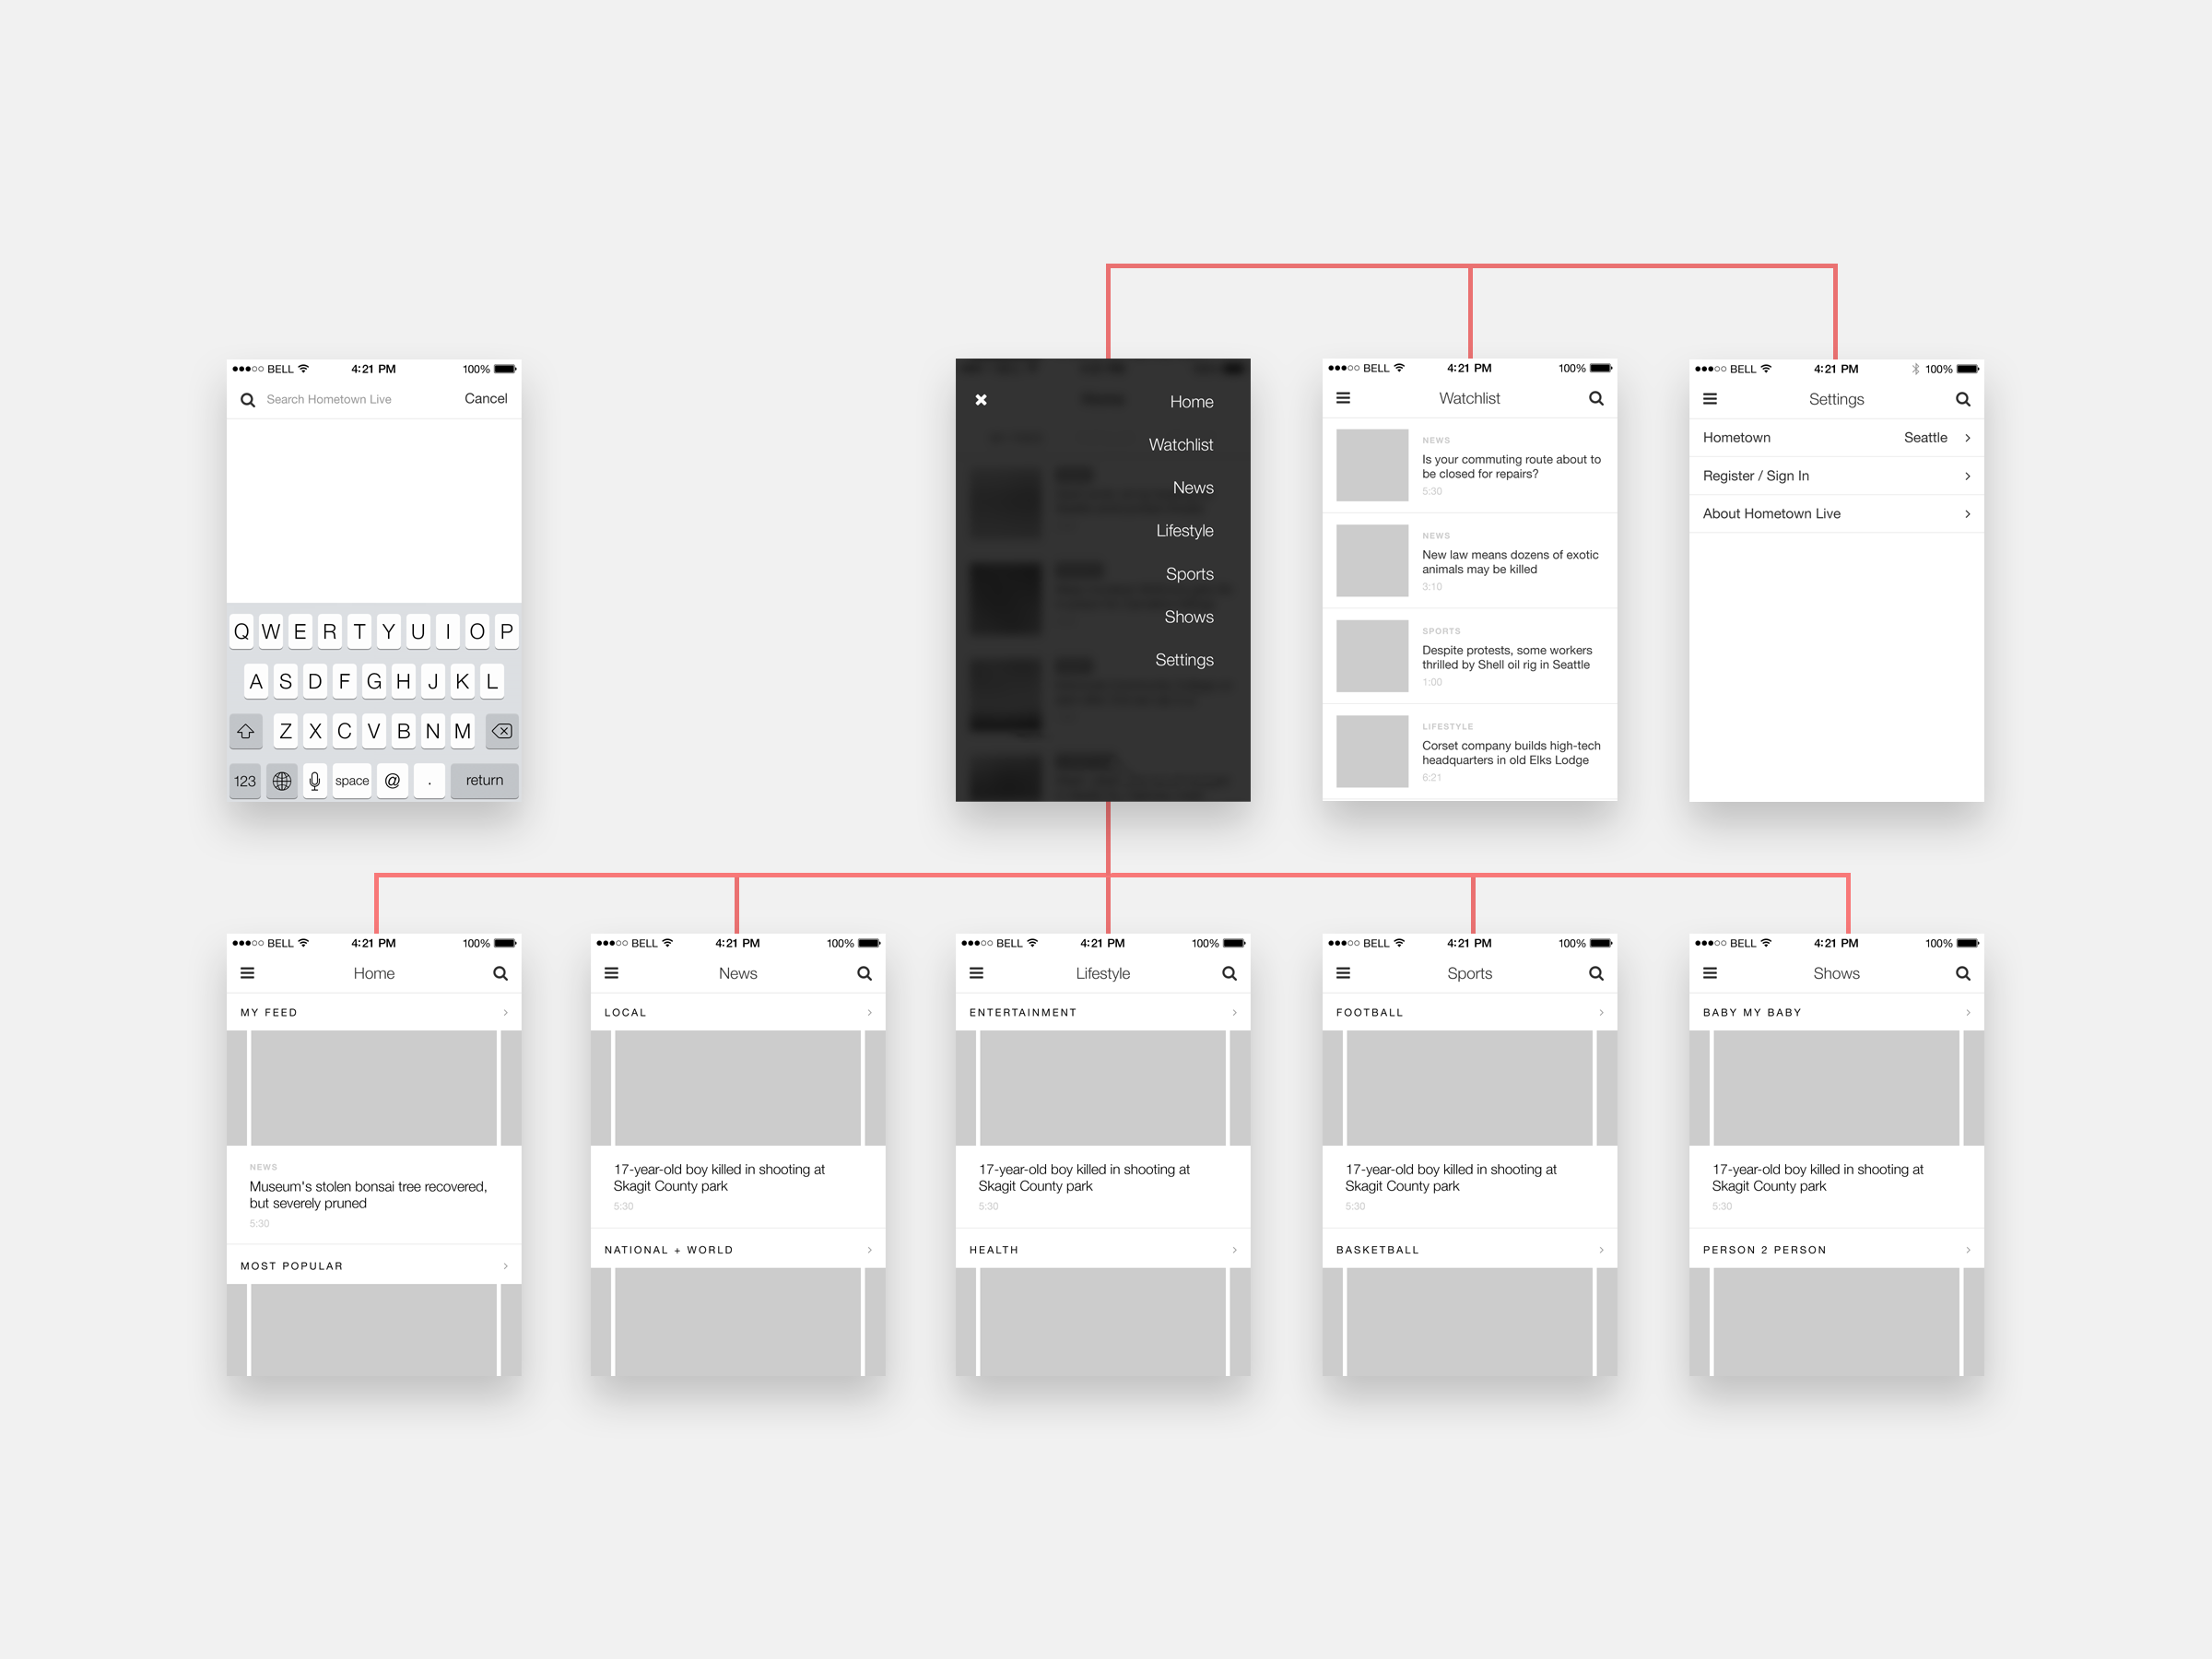 BELL 4:21 PM 100%
Search Hometown Live Cancel
Q W E R T Y U I O P
A S D F G H J K L
Z X C V B N M
123 space @ . return
Home
Watchlist
News
Lifestyle
Sports
Shows
Settings
BELL 4:21 PM 100%
Watchlist
NEWS
Is your commuting route about to
be closed for repairs?
5:30
NEWS
New law means dozens of exotic
animals may be killed
3:10
SPORTS
Despite protests, some workers
thrilled by Shell oil rig in Seattle
1:00
LIFESTYLE
Corset company builds high-tech
headquarters in old Elks Lodge
6:21
BELL 4:21 PM 100%
Settings
Hometown Seattle
Register / Sign In
About Hometown Live
BELL 4:21 PM 100%
Home
MY FEED
NEWS
Museum's stolen bonsai tree recovered,
but severely pruned
5:30
MOST POPULAR
BELL 4:21 PM 100%
News
LOCAL
17-year-old boy killed in shooting at
Skagit County park
5:30
NATIONAL + WORLD
BELL 4:21 PM 100%
Lifestyle
ENTERTAINMENT
17-year-old boy killed in shooting at
Skagit County park
5:30
HEALTH
BELL 4:21 PM 100%
Sports
FOOTBALL
17-year-old boy killed in shooting at
Skagit County park
5:30
BASKETBALL
BELL 4:21 PM 100%
Shows
BABY MY BABY
17-year-old boy killed in shooting at
Skagit County park
5:30
PERSON 2 PERSON